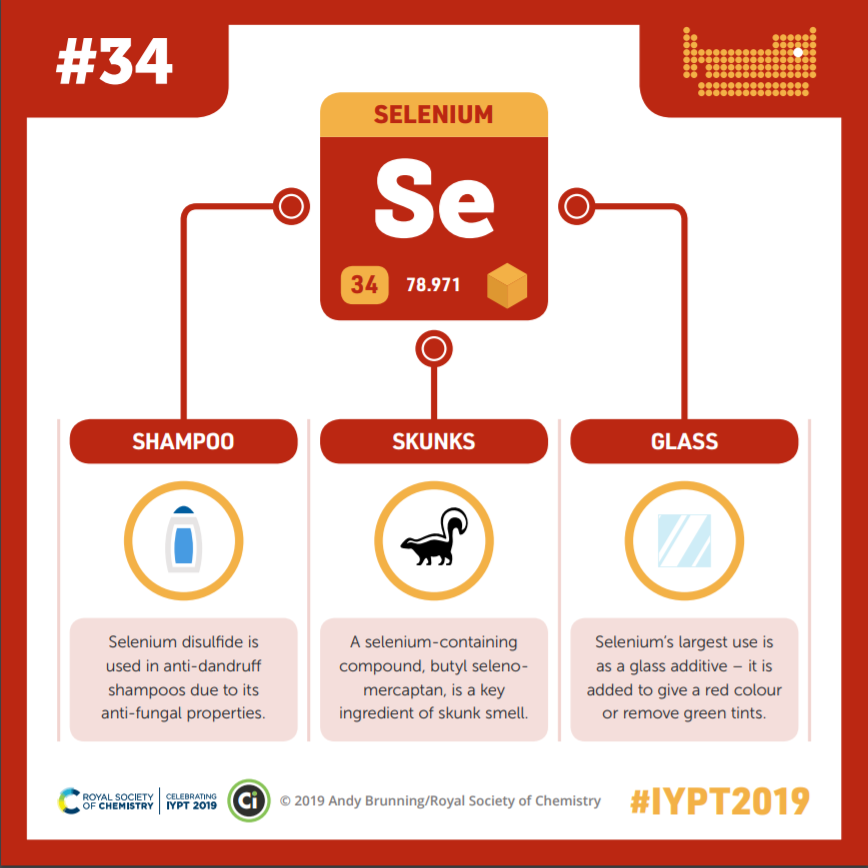 #34
SELENIUM
Se
34
78.971
SHAMPOO
SKUNKS
GLASS
Selenium disulfide is
used in anti-dandruff
shampoos due to its
anti-fungal properties.
A selenium-containing
compound, butyl seleno-
mercaptan, is a key
ingredient of skunk smell.
Selenium’s largest use is
as a glass additive – it is
added to give a red colour
or remove green tints.
ROYAL SOCIETY
OF CHEMISTRY
CELEBRATING
IYPT 2019
Ci
© 2019 Andy Brunning/Royal Society of Chemistry
#IYPT2019